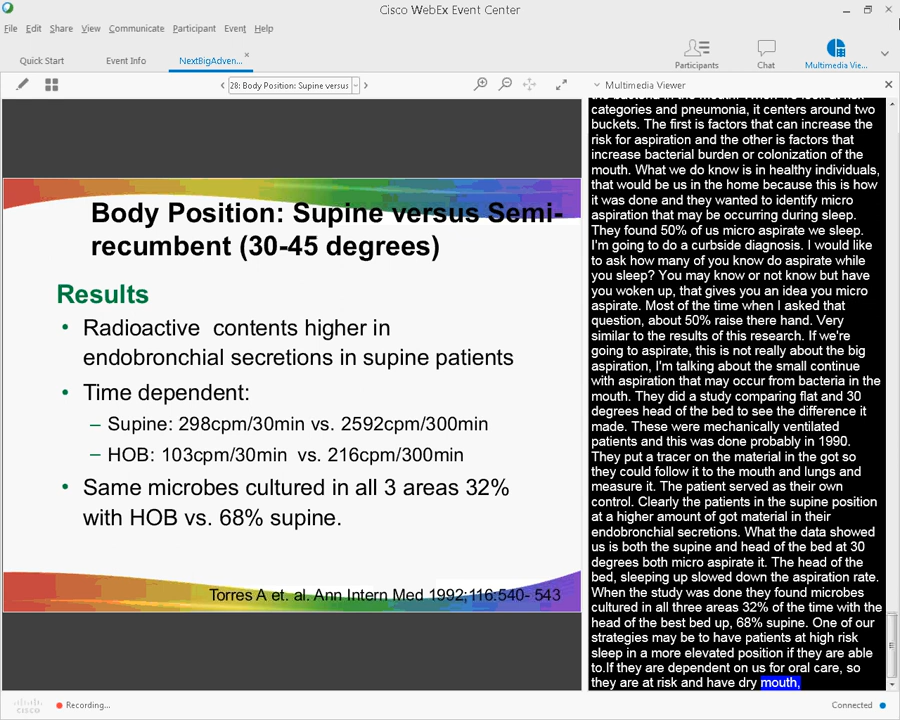 Cisco WebEx Event Center
File Edit Share View Communicate Participant Event Help
Quick Start Event Info NextBigAdven...
Participants Chat Multimedia Vie...
28: Body Position: Supine versus
Multimedia Viewer
Body Position: Supine versus Semi-
recumbent (30-45 degrees)
Results
• Radioactive contents higher in
endobronchial secretions in supine patients
• Time dependent:
– Supine: 298cpm/30min vs. 2592cpm/300min
– HOB: 103cpm/30min vs. 216cpm/300min
• Same microbes cultured in all 3 areas 32%
with HOB vs. 68% supine.
Torres A et. al. Ann Intern Med 1992;116:540- 543
categories and pneumonia, it centers around two
buckets. The first is factors that can increase the
risk for aspiration and the other is factors that
increase bacterial burden or colonization of the
mouth. What we do know is in healthy individuals,
that would be us in the home because this is how
it was done and they wanted to identify micro
aspiration that may be occurring during sleep.
They found 50% of us micro aspirate we sleep.
I'm going to do a curbside diagnosis. I would like
to ask how many of you know do aspirate while
you sleep? You may know or not know but have
you woken up, that gives you an idea you micro
aspirate. Most of the time when I asked that
question, about 50% raise there hand. Very
similar to the results of this research. If we're
going to aspirate, this is not really about the big
aspiration, I'm talking about the small continue
with aspiration that may occur from bacteria in the
mouth. They did a study comparing flat and 30
degrees head of the bed to see the difference it
made. These were mechanically ventilated
patients and this was done probably in 1990.
They put a tracer on the material in the got so
they could follow it to the mouth and lungs and
measure it. The patient served as their own
control. Clearly the patients in the supine position
at a higher amount of got material in their
endobronchial secretions. What the data showed
us is both the supine and head of the bed at 30
degrees both micro aspirate it. The head of the
bed, sleeping up slowed down the aspiration rate.
When the study was done they found microbes
cultured in all three areas 32% of the time with the
head of the best bed up, 68% supine. One of our
strategies may be to have patients at high risk
sleep in a more elevated position if they are able
to.If they are dependent on us for oral care, so
they are at risk and have dry mouth,
cisco Recording... Connected